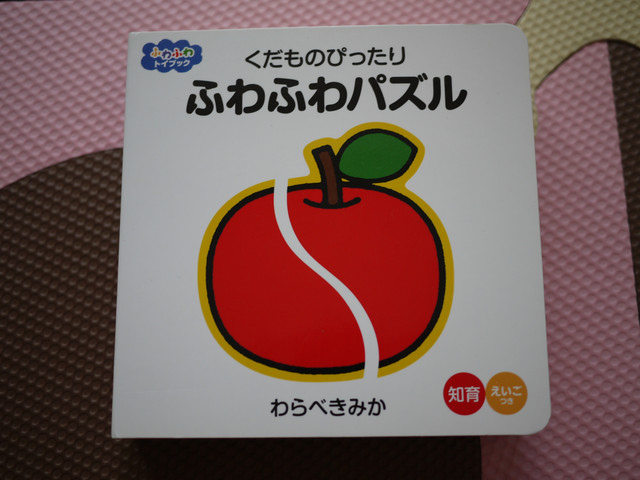 ふわふわ
トイブック
くだものぴったり
ふわふわパズル
わらべきみか
知育
えいご
つき